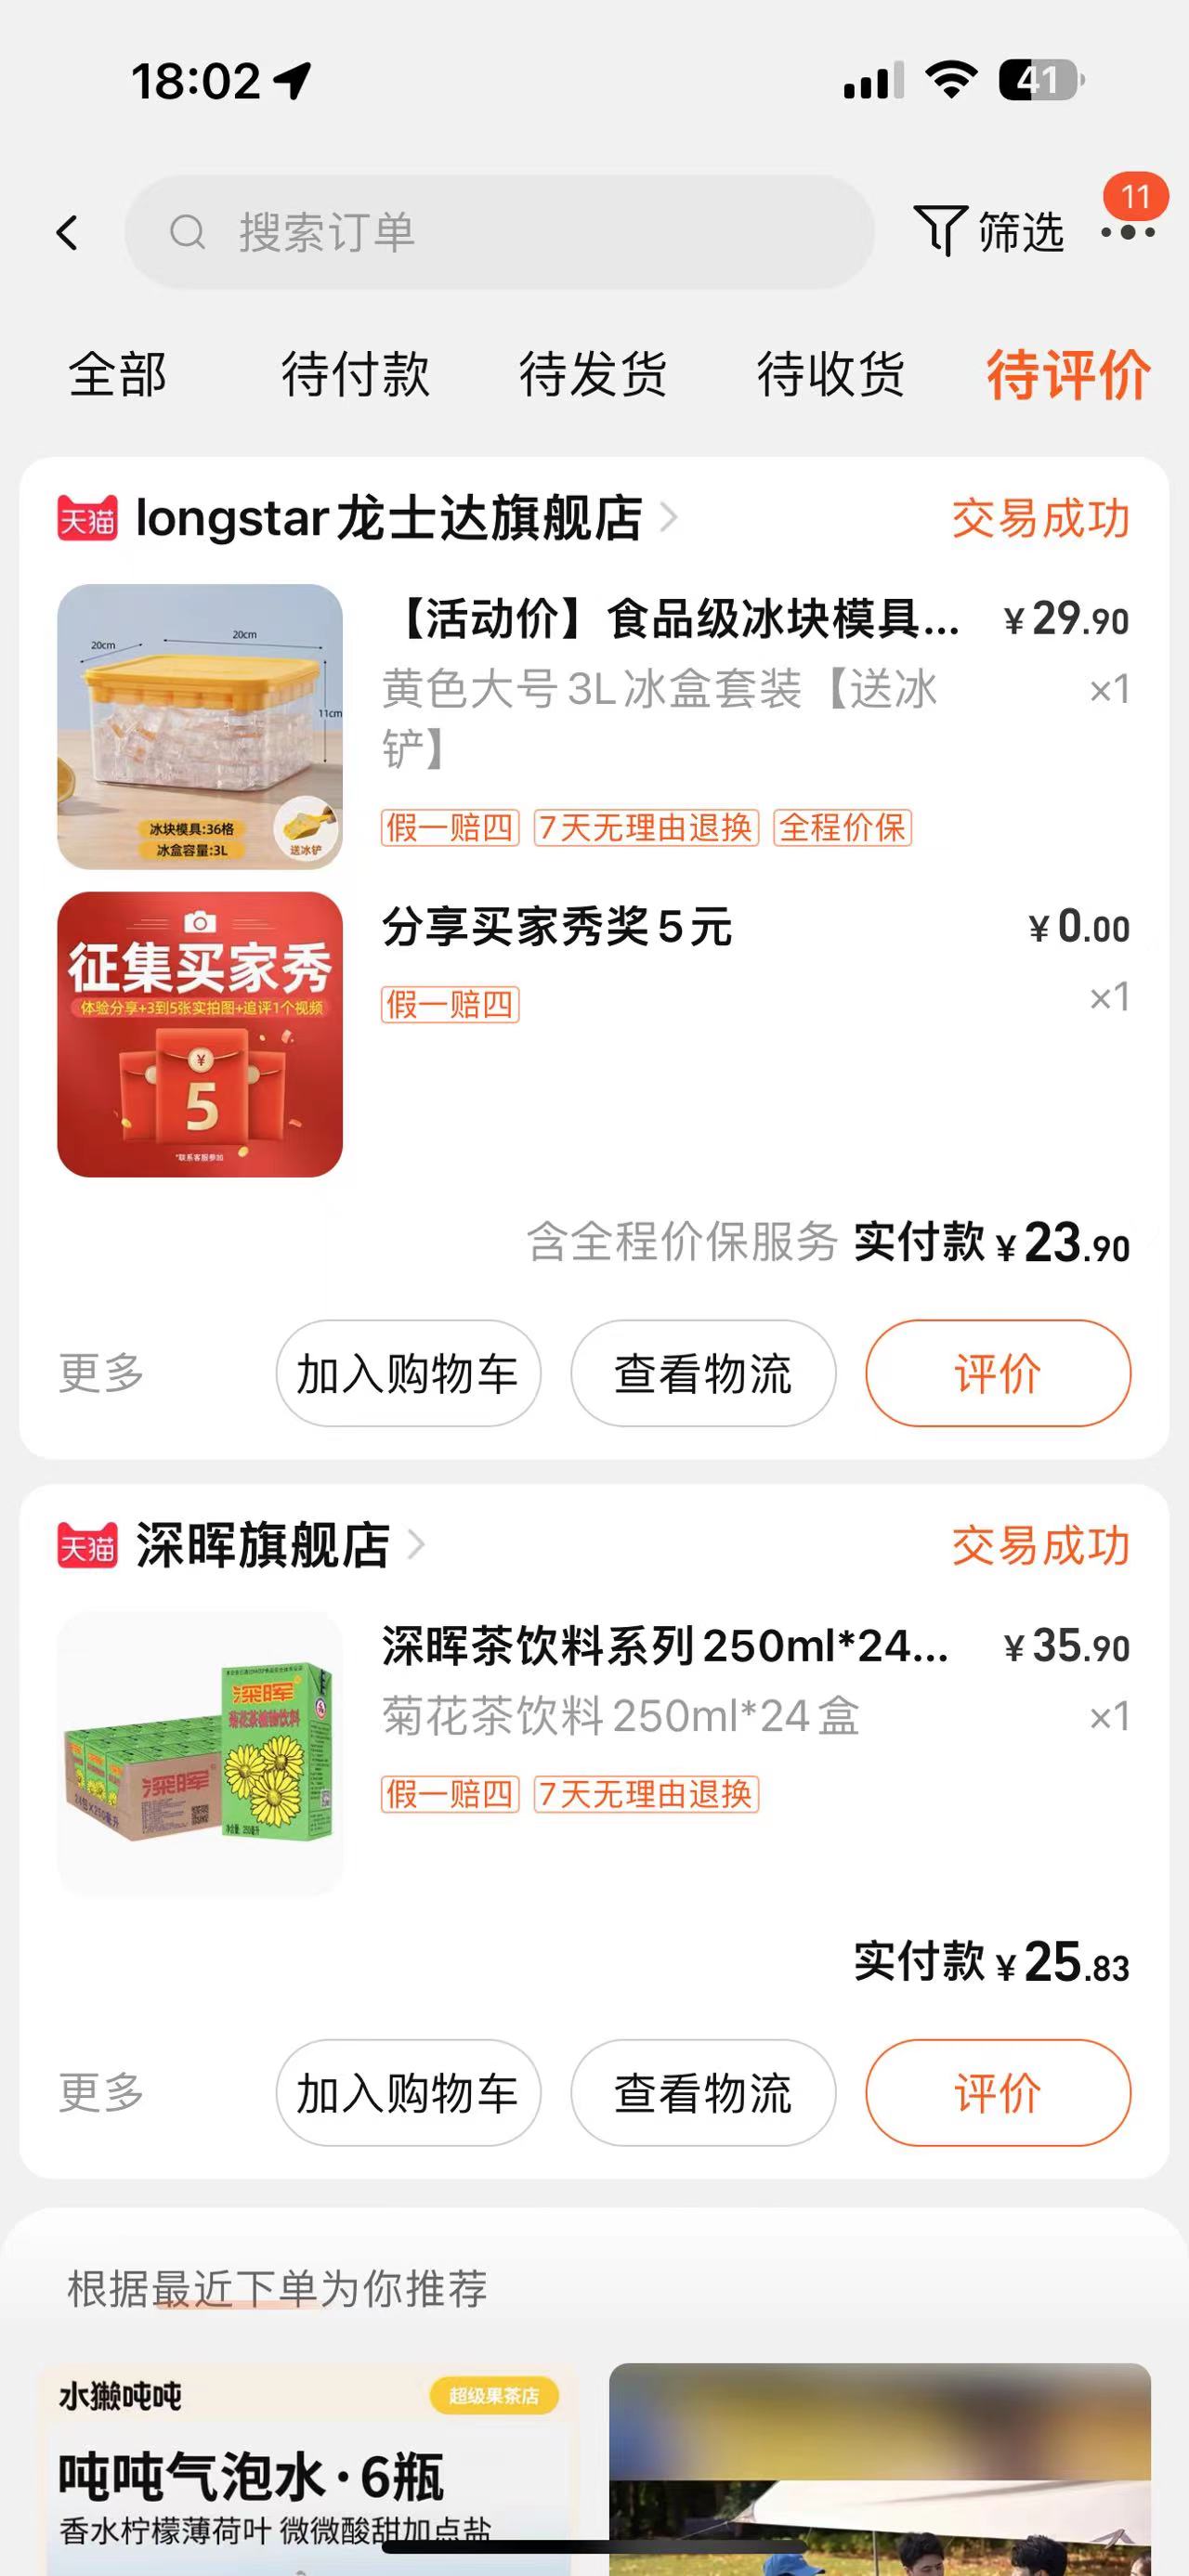 18:02
41
搜索订单
筛选
11
全部
待付款
待发货
待收货
待评价
天猫
longstar龙士达旗舰店
交易成功
20cm
20cm
11cm
冰块模具:36格
冰盒容量:3L
送冰铲
【活动价】食品级冰块模具...
¥29.90
黄色大号3L冰盒套装【送冰
铲】
×1
假一赔四
7天无理由退换
全程价保
征集买家秀
体验分享+3到5张实拍图+追评1个视频
¥
5
*联系客服参加
分享买家秀奖5元
¥0.00
×1
假一赔四
含全程价保服务 实付款¥23.90
更多
加入购物车
查看物流
评价
天猫
深晖旗舰店
交易成功
深晖
菊花茶植物饮料
深晖
净含量: 250毫升
深晖茶饮料系列250ml*24...
¥35.90
菊花茶饮料250ml*24盒
×1
假一赔四
7天无理由退换
实付款¥25.83
更多
加入购物车
查看物流
评价
根据最近下单为你推荐
水獭吨吨
超级果茶店
吨吨气泡水·6瓶
香水柠檬薄荷叶 微微酸甜加点盐